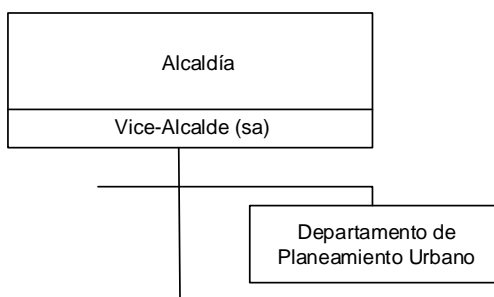 Alcaldía
Vice-Alcalde (sa)
Departamento de
Planeamiento Urbano